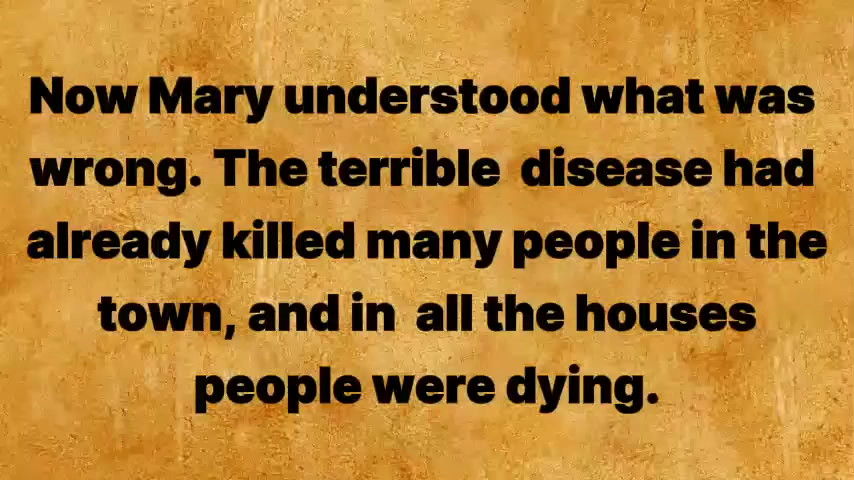 Now Mary understood what was
wrong. The terrible disease had
already killed many people in the
town, and in all the houses
people were dying.